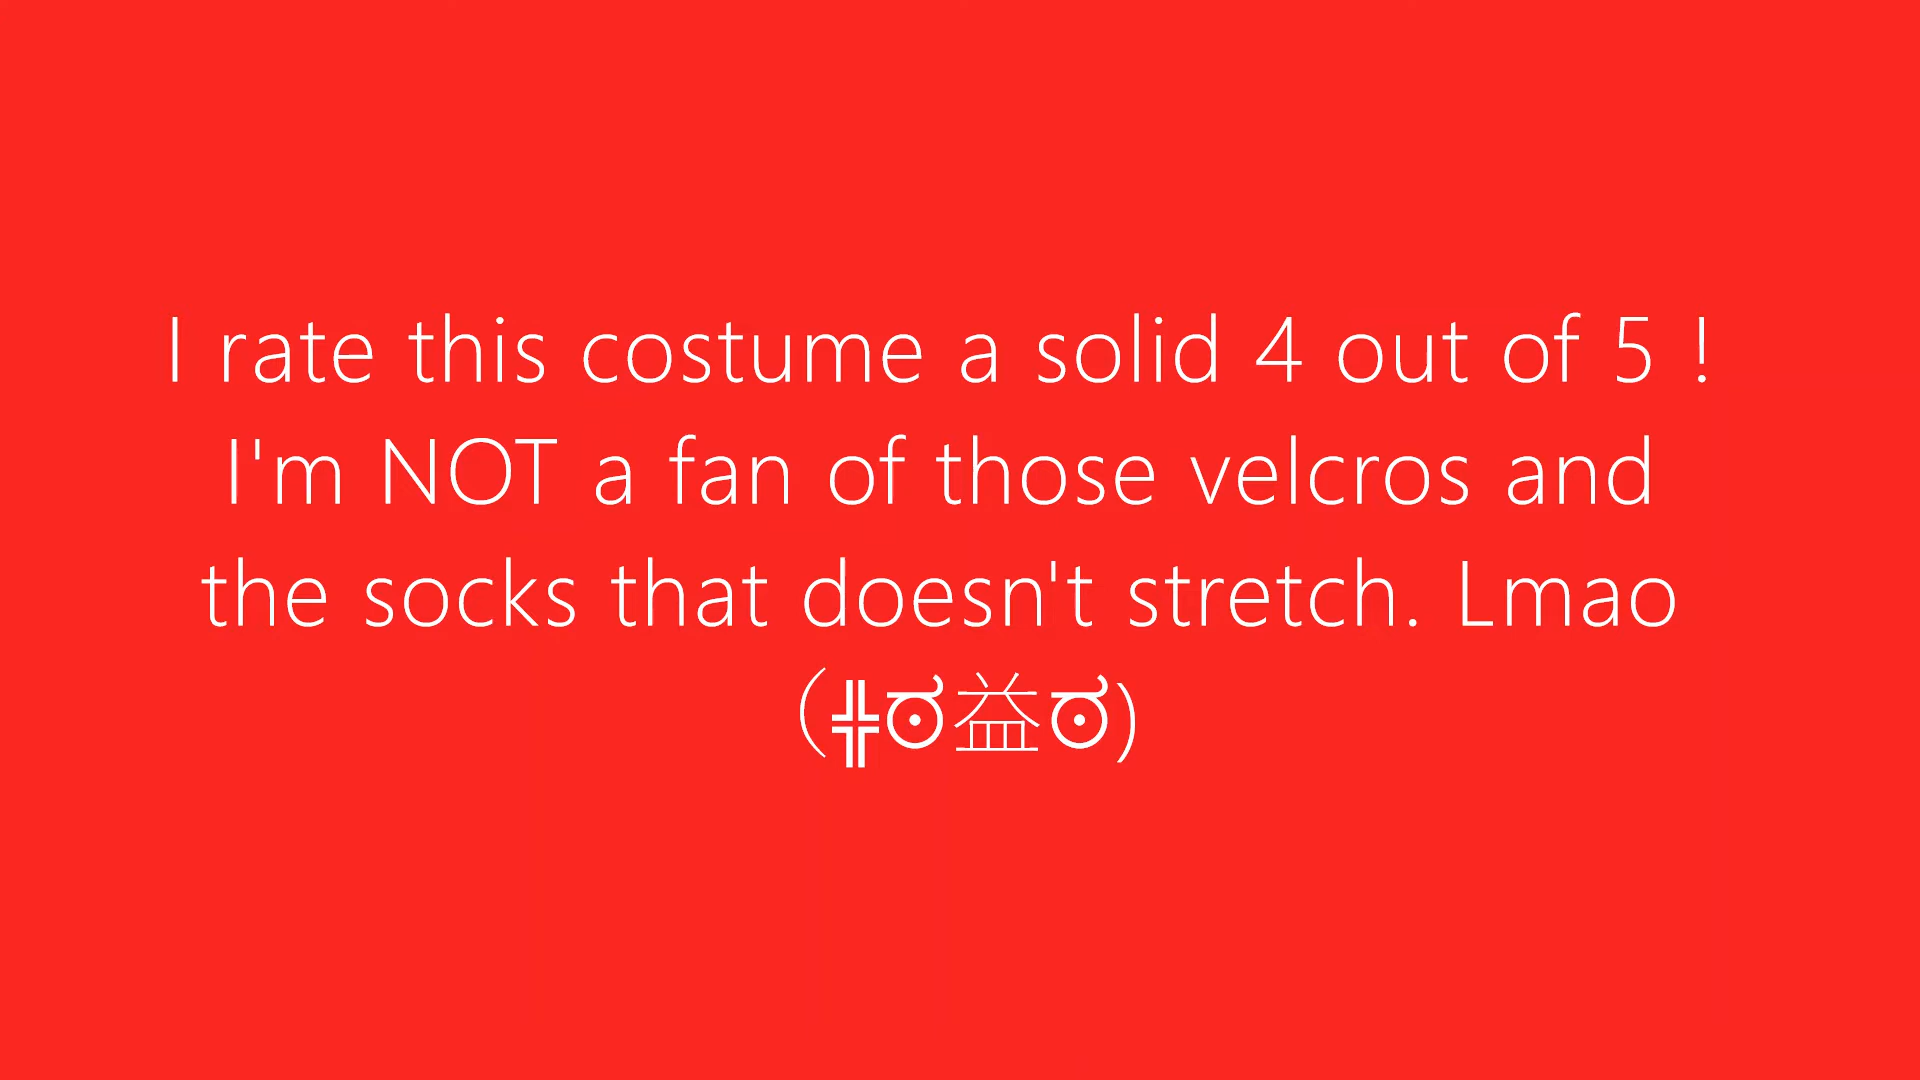 I rate this costume a solid 4 out of 5 !
I'm NOT a fan of those velcros and
the socks that doesn't stretch. Lmao
（╬ಠ益ಠ)